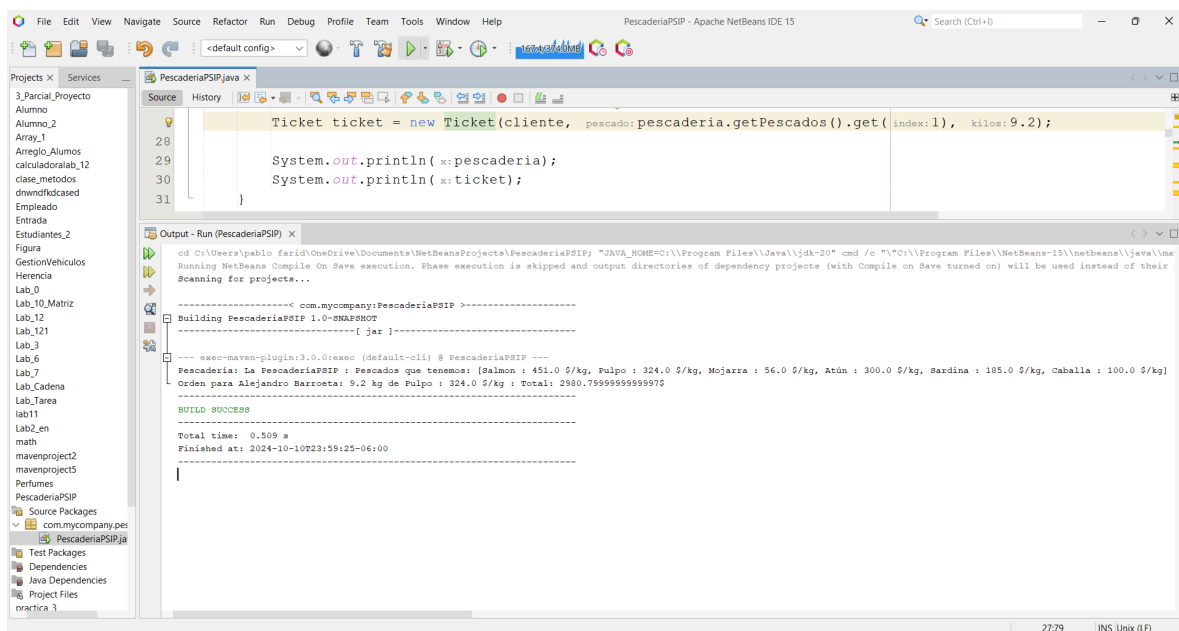 File Edit View Navigate Source Refactor Run Debug Profile Team Tools Window Help PescaderiaPSIP - Apache NetBeans IDE 15 Search (Ctrl+I)
<default config> 167.4/374.0MB
Projects × Services
PescaderiaPSIP.java ×
Source History
3_Parcial_Proyecto
Alumno
Alumno_2
Array_1
Arreglo_Alumos
calculadoralab_12
clase_metodos
dnwndfkdcased
Empleado
Entrada
Estudiantes_2
Figura
GestionVehiculos
Herencia
Lab_0
Lab_10_Matriz
Lab_12
Lab_121
Lab_3
Lab_6
Lab_7
Lab_Cadena
Lab_Tarea
lab11
Lab2_en
math
mavenproject2
mavenproject5
Perfumes
PescaderiaPSIP
Source Packages
com.mycompany.pes
PescaderiaPSIP.ja
Test Packages
Dependencies
Java Dependencies
Project Files
practica_3
Ticket ticket = new Ticket(cliente, pescado: pescaderia.getPescados().get( index: 1), kilos: 9.2);
28
29 System.out.println( x: pescaderia);
30 System.out.println( x: ticket);
31 }
Output - Run (PescaderiaPSIP) ×
cd C:\Users\pablo farid\OneDrive\Documents\NetBeansProjects\PescaderiaPSIP; "JAVA_HOME=C:\\Program Files\\Java\\jdk-20" cmd /c "\"C:\\Program Files\\NetBeans-15\\netbeans\\java\\ma
Running NetBeans Compile On Save execution. Phase execution is skipped and output directories of dependency projects (with Compile on Save turned on) will be used instead of their
Scanning for projects...
--------------------< com.mycompany:PescaderiaPSIP >--------------------
Building PescaderiaPSIP 1.0-SNAPSHOT
--------------------------------[ jar ]---------------------------------
--- exec-maven-plugin:3.0.0:exec (default-cli) @ PescaderiaPSIP ---
Pescadería: La PescaderíaPSIP : Pescados que tenemos: [Salmon : 451.0 $/kg, Pulpo : 324.0 $/kg, Mojarra : 56.0 $/kg, Atún : 300.0 $/kg, Sardina : 185.0 $/kg, Caballa : 100.0 $/kg]
Orden para Alejandro Barroeta: 9.2 kg de Pulpo : 324.0 $/kg : Total: 2980.7999999999997$
------------------------------------------------------------------------
BUILD SUCCESS
------------------------------------------------------------------------
Total time: 0.509 s
Finished at: 2024-10-10T23:59:25-06:00
------------------------------------------------------------------------
27:79 INS Unix (LF)